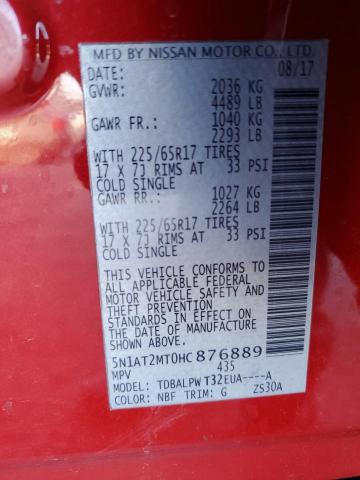 MFD BY NISSAN MOTOR CO., LTD.
DATE: 08/17
GVWR: 2036 KG
4489 LB
GAWR FR.: 1040 KG
2293 LB
WITH 225/65R17 TIRES
17 X 7J RIMS AT 33 PSI
COLD SINGLE
GAWR RR.: 1027 KG
2264 LB
WITH 225/65R17 TIRES
17 X 7J RIMS AT 33 PSI
COLD SINGLE
THIS VEHICLE CONFORMS TO
ALL APPLICABLE FEDERAL
MOTOR VEHICLE SAFETY AND
THEFT PREVENTION
STANDARDS IN EFFECT ON
THE DATE OF MANUFACTURE
SHOWN ABOVE.
5N1AT2MT0HC876889
MPV 435
MODEL: TDBALPW T32EUA----A
COLOR: NBF TRIM: G ZS30A